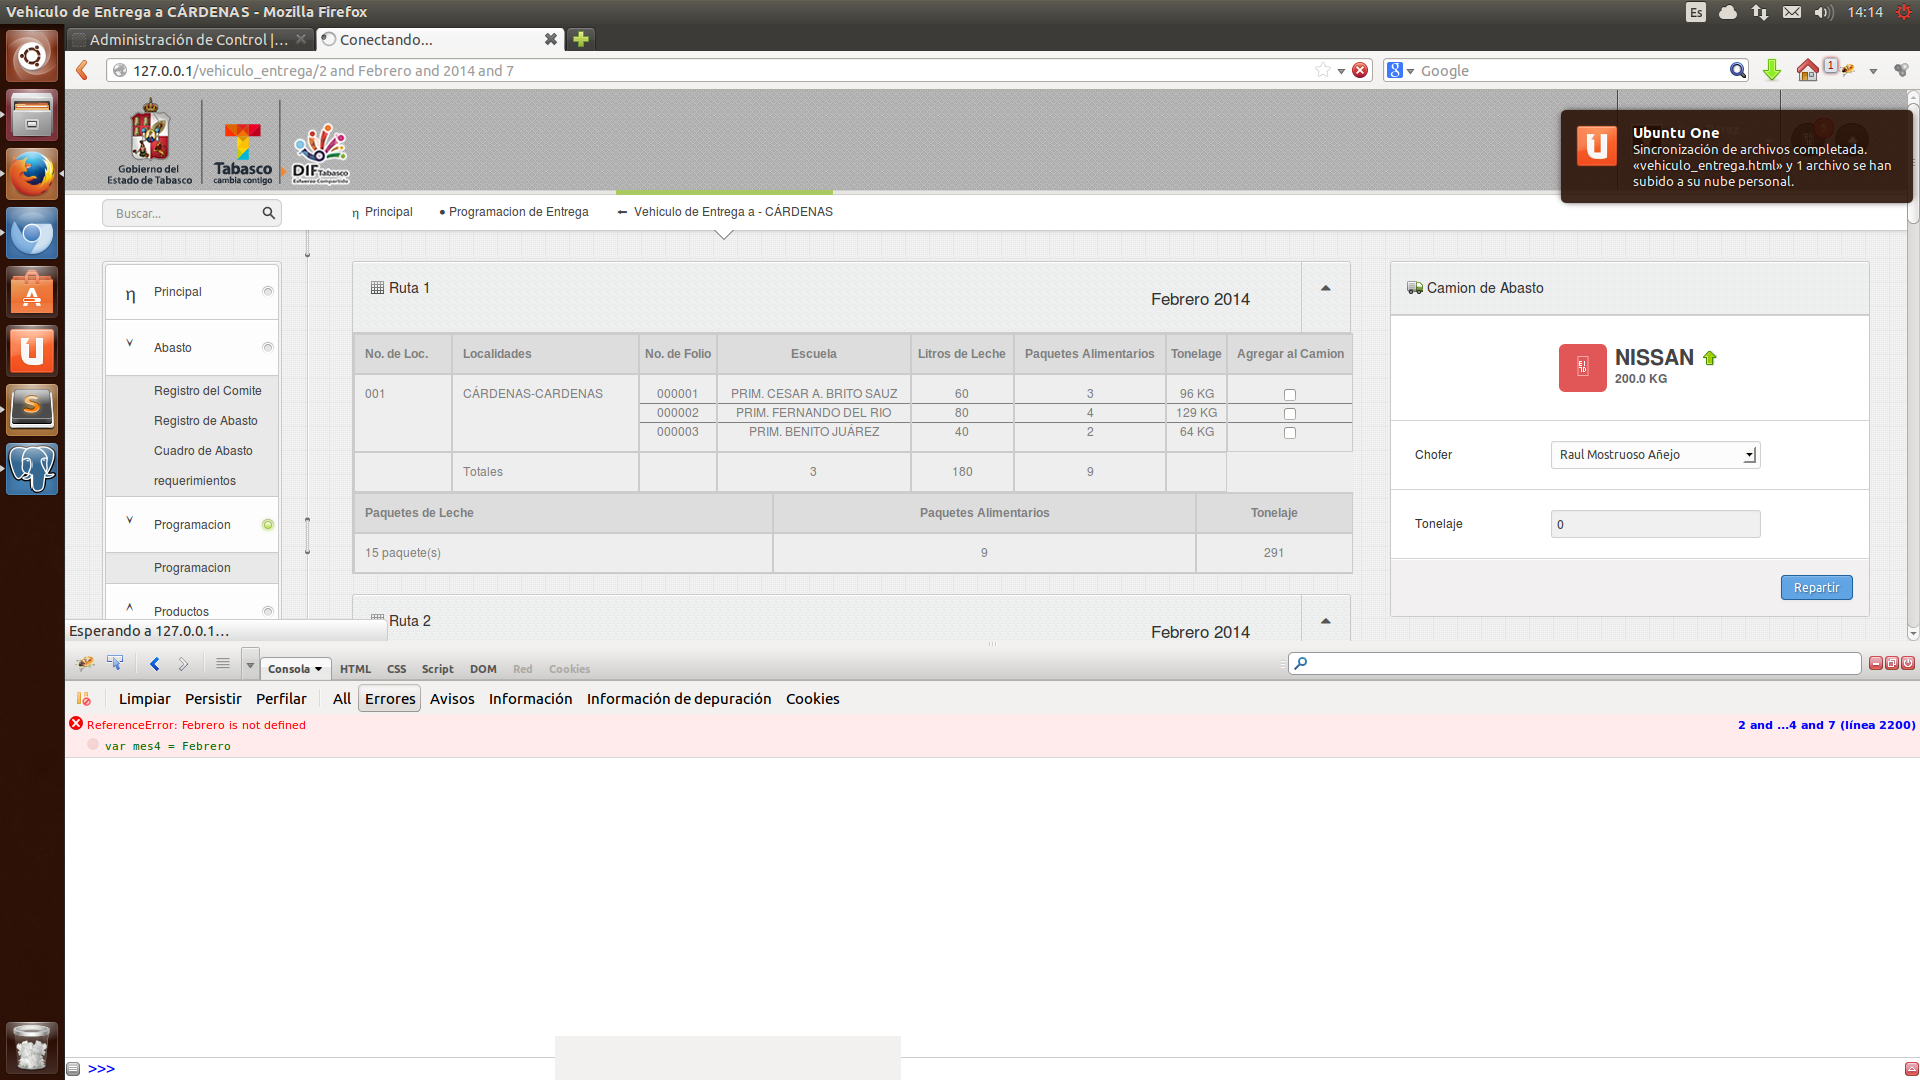 Vehiculo de Entrega a CÁRDENAS - Mozilla Firefox
Es
14:14
Administración de Control |...
Conectando...
127.0.0.1/vehiculo_entrega/2 and Febrero and 2014 and 7
Google
1
Gobierno del
Estado de Tabasco
Tabasco
cambia contigo
DIF Tabasco
Ubuntu One
Sincronización de archivos completada.
«vehiculo_entrega.html» y 1 archivo se han
subido a su nube personal.
Buscar...
η Principal
● Programacion de Entrega
← Vehiculo de Entrega a - CÁRDENAS
η Principal
Abasto
Registro del Comite
Registro de Abasto
Cuadro de Abasto
requerimientos
Programacion
Programacion
Productos
Ruta 1
Febrero 2014
No. de Loc. Localidades No. de Folio Escuela Litros de Leche Paquetes Alimentarios Tonelage Agregar al Camion
001 CÁRDENAS-CARDENAS 000001 PRIM. CESAR A. BRITO SAUZ 60 3 96 KG
000002 PRIM. FERNANDO DEL RIO 80 4 129 KG
000003 PRIM. BENITO JUÁREZ 40 2 64 KG
Totales 3 180 9
Paquetes de Leche Paquetes Alimentarios Tonelaje
15 paquete(s) 9 291
Ruta 2
Febrero 2014
Camion de Abasto
NISSAN
200.0 KG
Chofer Raul Mostruoso Añejo
Tonelaje 0
Repartir
Esperando a 127.0.0.1...
Consola HTML CSS Script DOM Red Cookies
Limpiar Persistir Perfilar All Errores Avisos Información Información de depuración Cookies
ReferenceError: Febrero is not defined
2 and ...4 and 7 (línea 2200)
var mes4 = Febrero
>>>